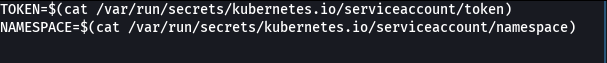 TOKEN=$(cat /var/run/secrets/kubernetes.io/serviceaccount/token)
NAMESPACE=$(cat /var/run/secrets/kubernetes.io/serviceaccount/namespace)